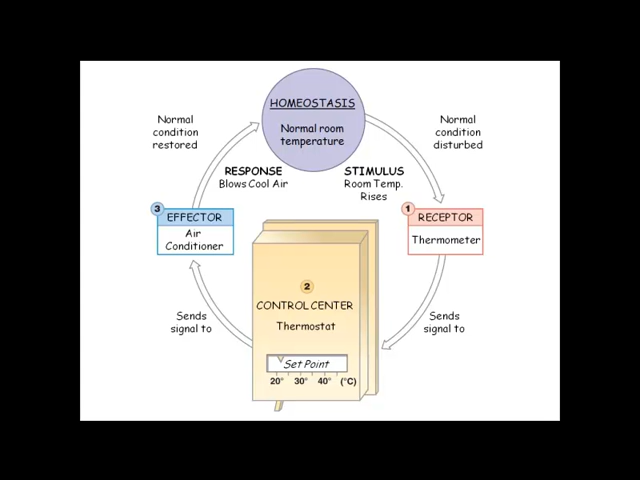 HOMEOSTASIS
Normal room
temperature
Normal
condition
restored
Normal
condition
disturbed
RESPONSE
Blows Cool Air
STIMULUS
Room Temp.
Rises
3
EFFECTOR
Air
Conditioner
1
RECEPTOR
Thermometer
2
CONTROL CENTER
Thermostat
Sends
signal to
Sends
signal to
Set Point
20° 30° 40° (°C)